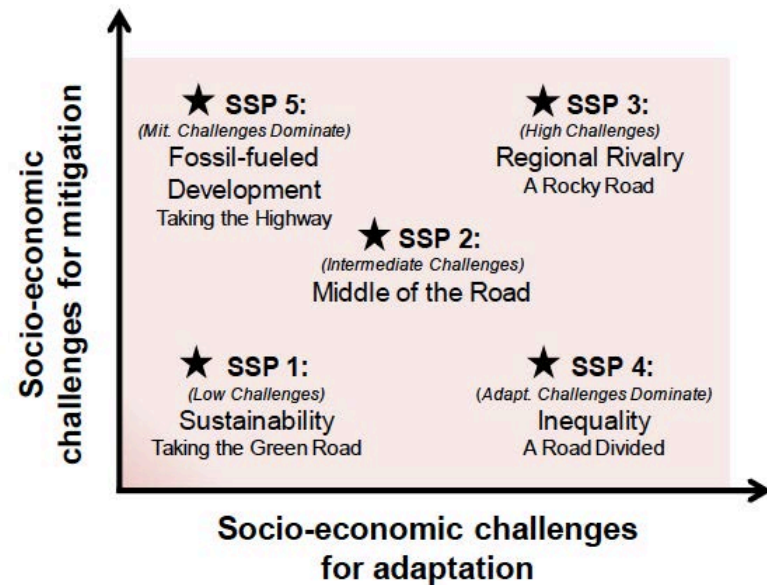 Socio-economic
challenges for mitigation
SSP 5:
(Mit. Challenges Dominate)
Fossil-fueled
Development
Taking the Highway
SSP 3:
(High Challenges)
Regional Rivalry
A Rocky Road
SSP 2:
(Intermediate Challenges)
Middle of the Road
SSP 1:
(Low Challenges)
Sustainability
Taking the Green Road
SSP 4:
(Adapt. Challenges Dominate)
Inequality
A Road Divided
Socio-economic challenges
for adaptation